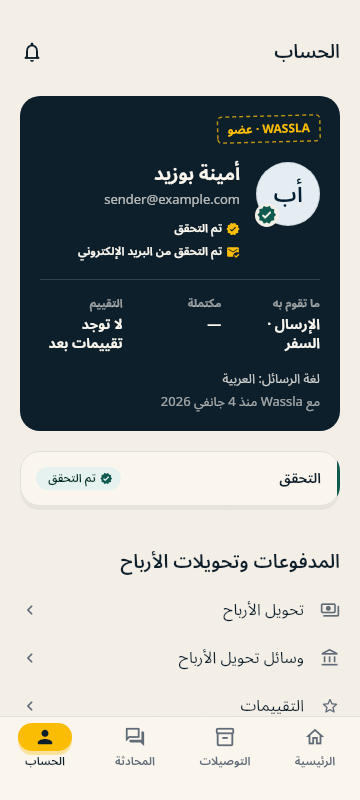 الحساب
WASSLA · عضو
أب
أمينة بوزيد
sender@example.com
تم التحقق
تم التحقق من البريد الإلكتروني
ما تقوم به
مكتملة
التقييم
الإرسال · السفر
—
لا توجد تقييمات بعد
لغة الرسائل: العربية
مع Wassla منذ 4 جانفي 2026
التحقق
تم التحقق
المدفوعات وتحويلات الأرباح
تحويل الأرباح
وسائل تحويل الأرباح
التقييمات
الرئيسية
التوصيلات
المحادثة
الحساب